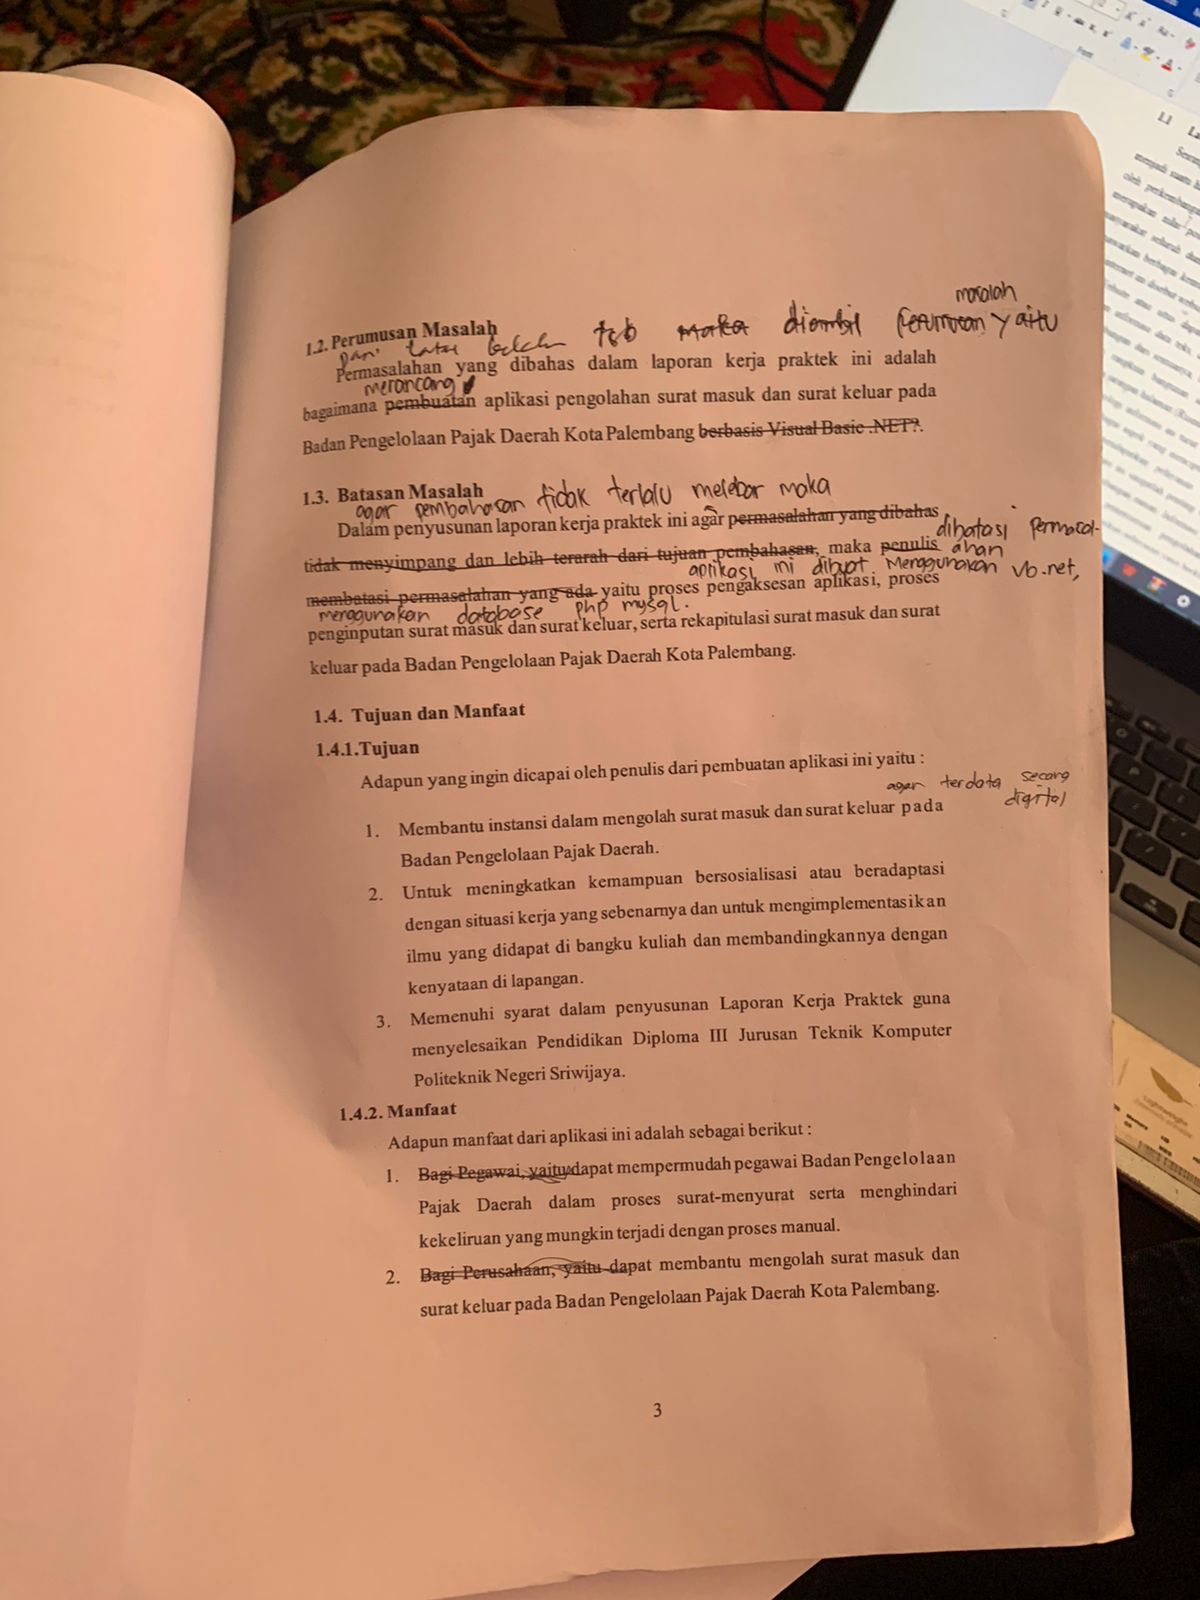 masalah
1.2. Perumusan Masalah
Dari latar tsb maka diambil perumusan yaitu
Permasalahan yang dibahas dalam laporan kerja praktek ini adalah
merancang
bagaimana pembuatan aplikasi pengolahan surat masuk dan surat keluar pada
Badan Pengelolaan Pajak Daerah Kota Palembang berbasis Visual Basic .NET?.
1.3. Batasan Masalah
agar pembahasan tidak terlalu melebar maka
Dalam penyusunan laporan kerja praktek ini agar permasalahan yang dibahas
dibatasi permasal-
tidak menyimpang dan lebih terarah dari tujuan pembahasan, maka penulis ahan
aplikasi ini dibuat menggunakan vb.net,
membatasi permasalahan yang ada yaitu proses pengaksesan aplikasi, proses
menggunakan database php mysql.
penginputan surat masuk dan surat keluar, serta rekapitulasi surat masuk dan surat
keluar pada Badan Pengelolaan Pajak Daerah Kota Palembang.
1.4. Tujuan dan Manfaat
1.4.1.Tujuan
Adapun yang ingin dicapai oleh penulis dari pembuatan aplikasi ini yaitu :
agar terdata secara
digital
1. Membantu instansi dalam mengolah surat masuk dan surat keluar pada
Badan Pengelolaan Pajak Daerah.
2. Untuk meningkatkan kemampuan bersosialisasi atau beradaptasi
dengan situasi kerja yang sebenarnya dan untuk mengimplementasikan
ilmu yang didapat di bangku kuliah dan membandingkannya dengan
kenyataan di lapangan.
3. Memenuhi syarat dalam penyusunan Laporan Kerja Praktek guna
menyelesaikan Pendidikan Diploma III Jurusan Teknik Komputer
Politeknik Negeri Sriwijaya.
1.4.2. Manfaat
Adapun manfaat dari aplikasi ini adalah sebagai berikut :
1. Bagi Pegawai, yaitu dapat mempermudah pegawai Badan Pengelolaan
Pajak Daerah dalam proses surat-menyurat serta menghindari
kekeliruan yang mungkin terjadi dengan proses manual.
2. Bagi Perusahaan, yaitu dapat membantu mengolah surat masuk dan
surat keluar pada Badan Pengelolaan Pajak Daerah Kota Palembang.
3